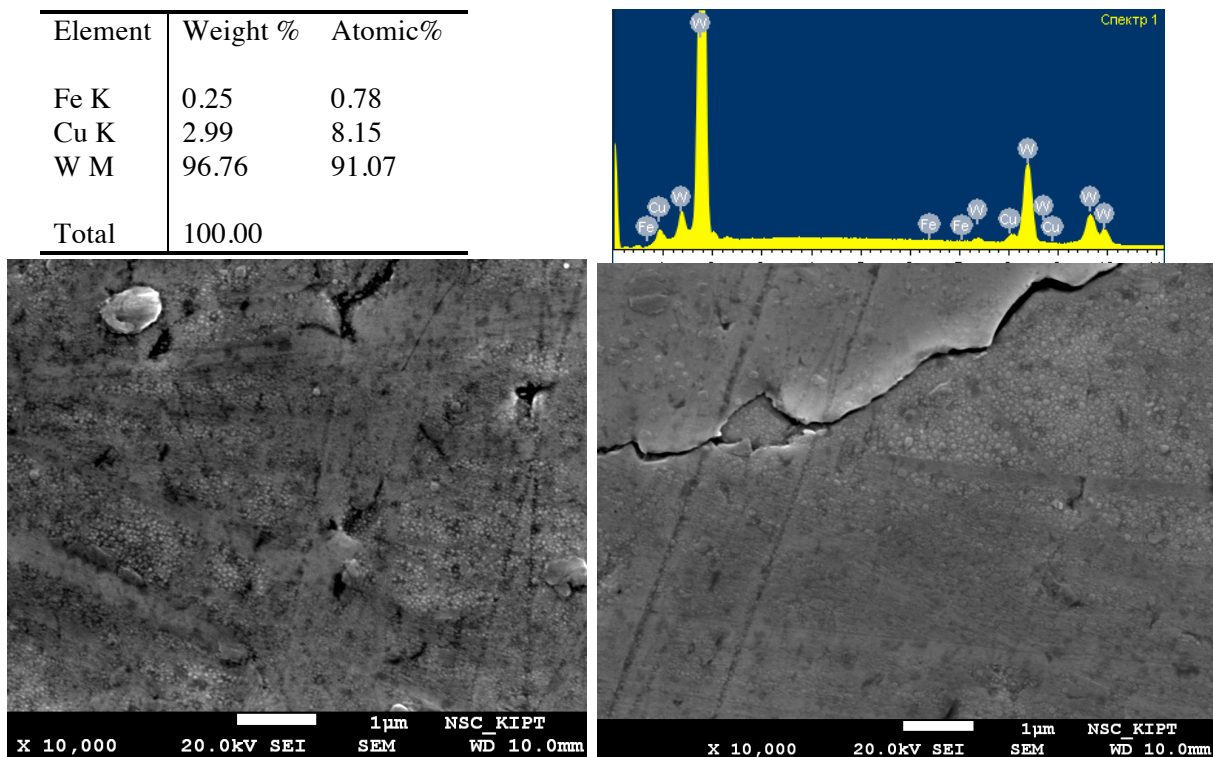 Element Weight % Atomic%
Fe K 0.25 0.78
Cu K 2.99 8.15
W M 96.76 91.07
Total 100.00
Спектр 1
W
W
Cu
W
W
Fe
Fe
Fe
W
Cu
W
Cu
W
W
1µm NSC_KIPT
X 10,000 20.0kV SEI SEM WD 10.0mm
1µm NSC_KIPT
X 10,000 20.0kV SEI SEM WD 10.0mm